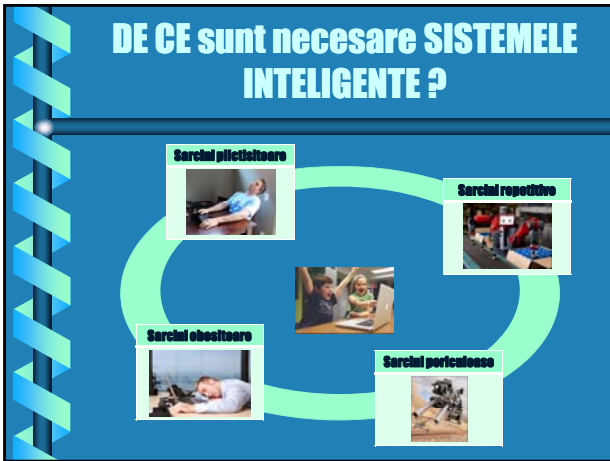 DE CE sunt necesare SISTEMELE
INTELIGENTE ?
Sarcini plictisitoare
Sarcini repetitive
Sarcini obositoare
Sarcini periculoase